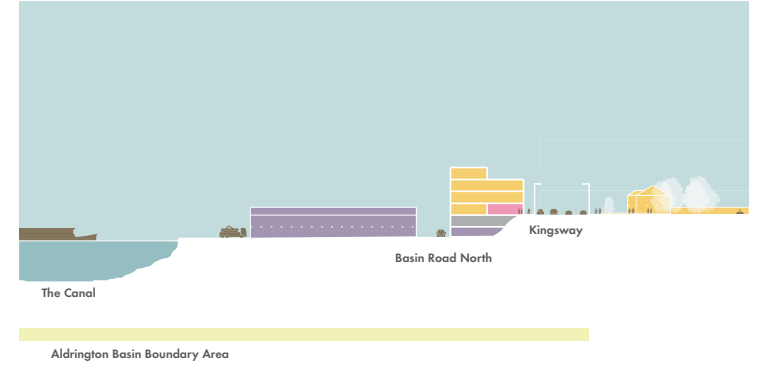 Kingsway
Basin Road North
The Canal
Aldrington Basin Boundary Area